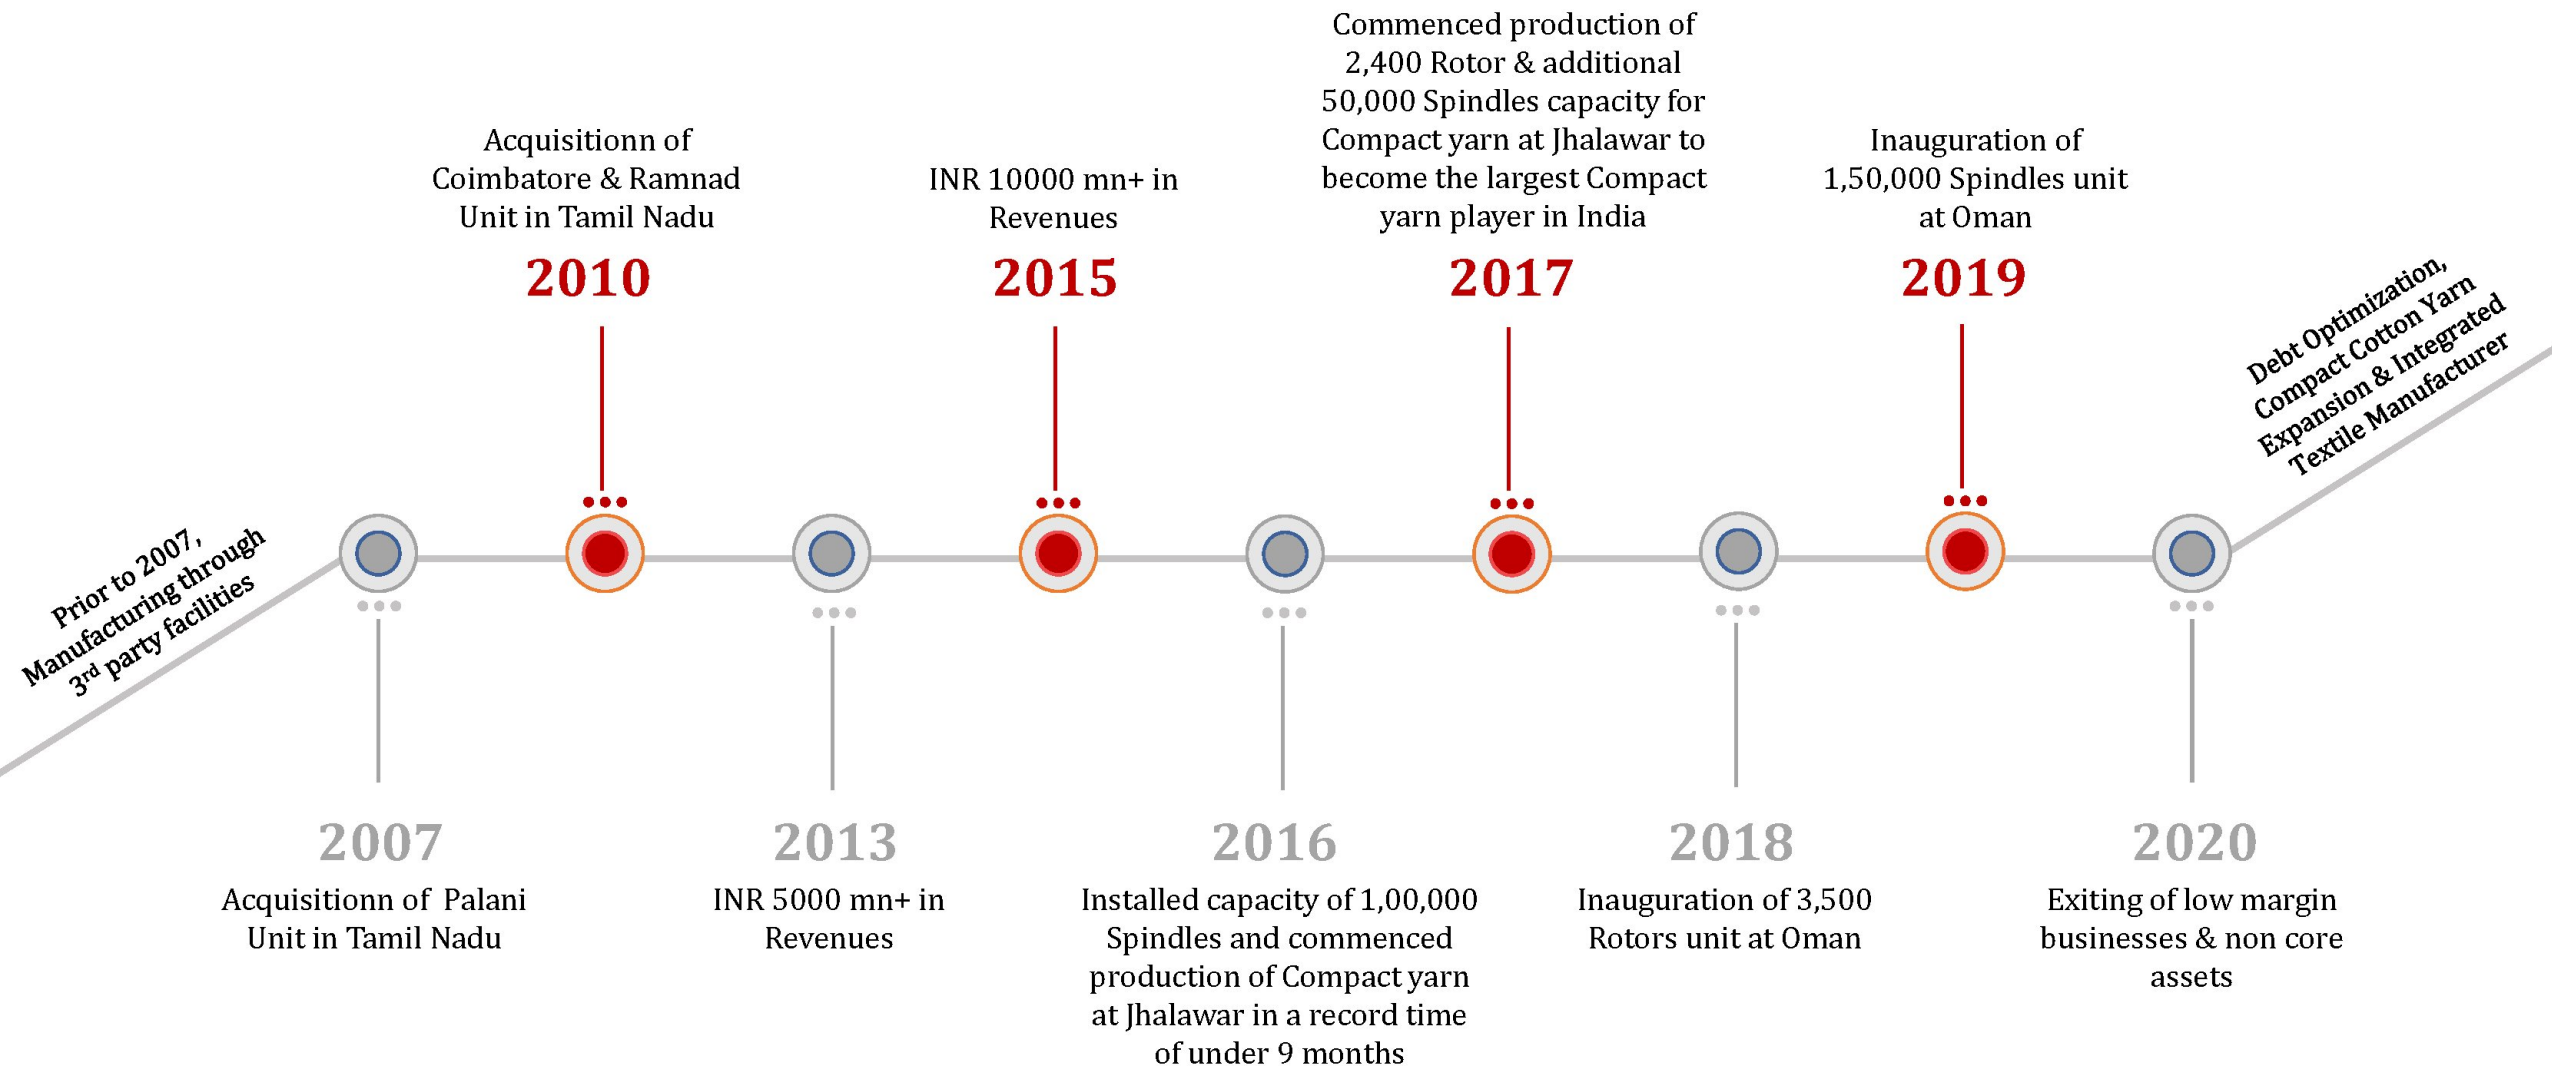 Prior to 2007,
Manufacturing through
3rd party facilities
2007
Acquisitionn of Palani
Unit in Tamil Nadu
Acquisitionn of
Coimbatore & Ramnad
Unit in Tamil Nadu
2010
2013
INR 5000 mn+ in
Revenues
INR 10000 mn+ in
Revenues
2015
2016
Installed capacity of 1,00,000
Spindles and commenced
production of Compact yarn
at Jhalawar in a record time
of under 9 months
Commenced production of
2,400 Rotor & additional
50,000 Spindles capacity for
Compact yarn at Jhalawar to
become the largest Compact
yarn player in India
2017
2018
Inauguration of 3,500
Rotors unit at Oman
Inauguration of
1,50,000 Spindles unit
at Oman
2019
2020
Exiting of low margin
businesses & non core
assets
Debt Optimization,
Compact Cotton Yarn
Expansion & Integrated
Textile Manufacturer